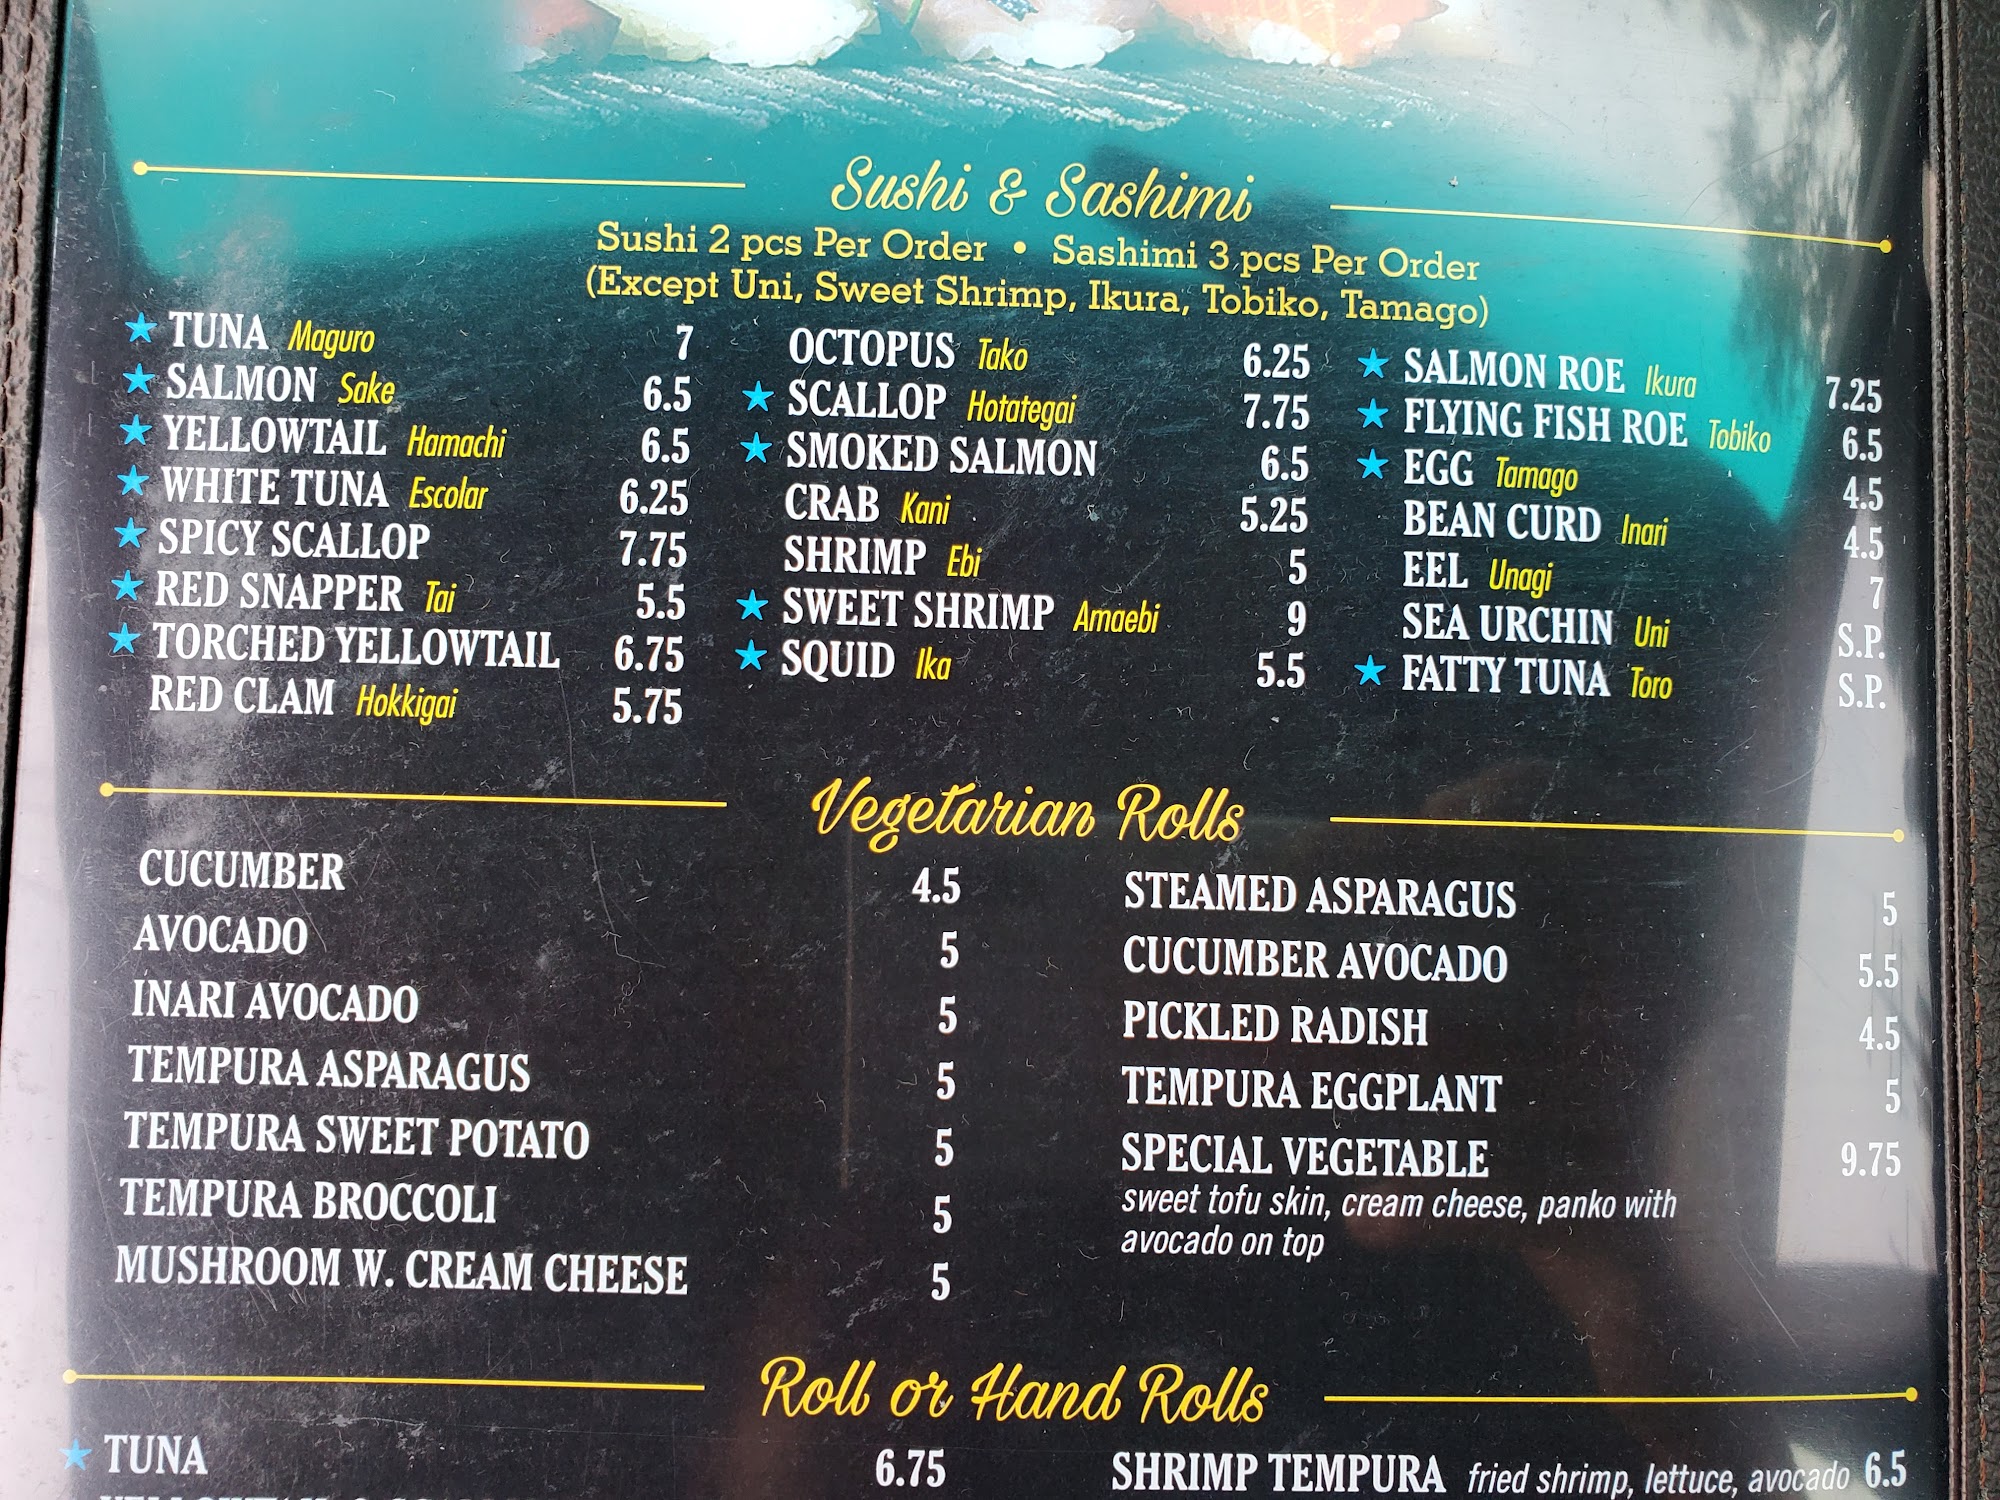 Sushi & Sashimi
Sushi 2 pcs Per Order • Sashimi 3 pcs Per Order
(Except Uni, Sweet Shrimp, Ikura, Tobiko, Tamago)
★ TUNA Maguro 7
★ SALMON Sake 6.5
★ YELLOWTAIL Hamachi 6.5
★ WHITE TUNA Escolar 6.25
★ SPICY SCALLOP 7.75
★ RED SNAPPER Tai 5.5
★ TORCHED YELLOWTAIL 6.75
RED CLAM Hokkigai 5.75
OCTOPUS Tako 6.25
★ SCALLOP Hotategai 7.75
★ SMOKED SALMON 6.5
CRAB Kani 5.25
SHRIMP Ebi 5
★ SWEET SHRIMP Amaebi 9
★ SQUID Ika 5.5
★ SALMON ROE Ikura 7.25
★ FLYING FISH ROE Tobiko 6.5
★ EGG Tamago 4.5
BEAN CURD Inari 4.5
EEL Unagi 7
SEA URCHIN Uni S.P.
★ FATTY TUNA Toro S.P.
Vegetarian Rolls
CUCUMBER 4.5
AVOCADO 5
INARI AVOCADO 5
TEMPURA ASPARAGUS 5
TEMPURA SWEET POTATO 5
TEMPURA BROCCOLI 5
MUSHROOM W. CREAM CHEESE 5
STEAMED ASPARAGUS 5
CUCUMBER AVOCADO 5.5
PICKLED RADISH 4.5
TEMPURA EGGPLANT 5
SPECIAL VEGETABLE 9.75
sweet tofu skin, cream cheese, panko with
avocado on top
Roll or Hand Rolls
★ TUNA 6.75
SHRIMP TEMPURA fried shrimp, lettuce, avocado 6.5